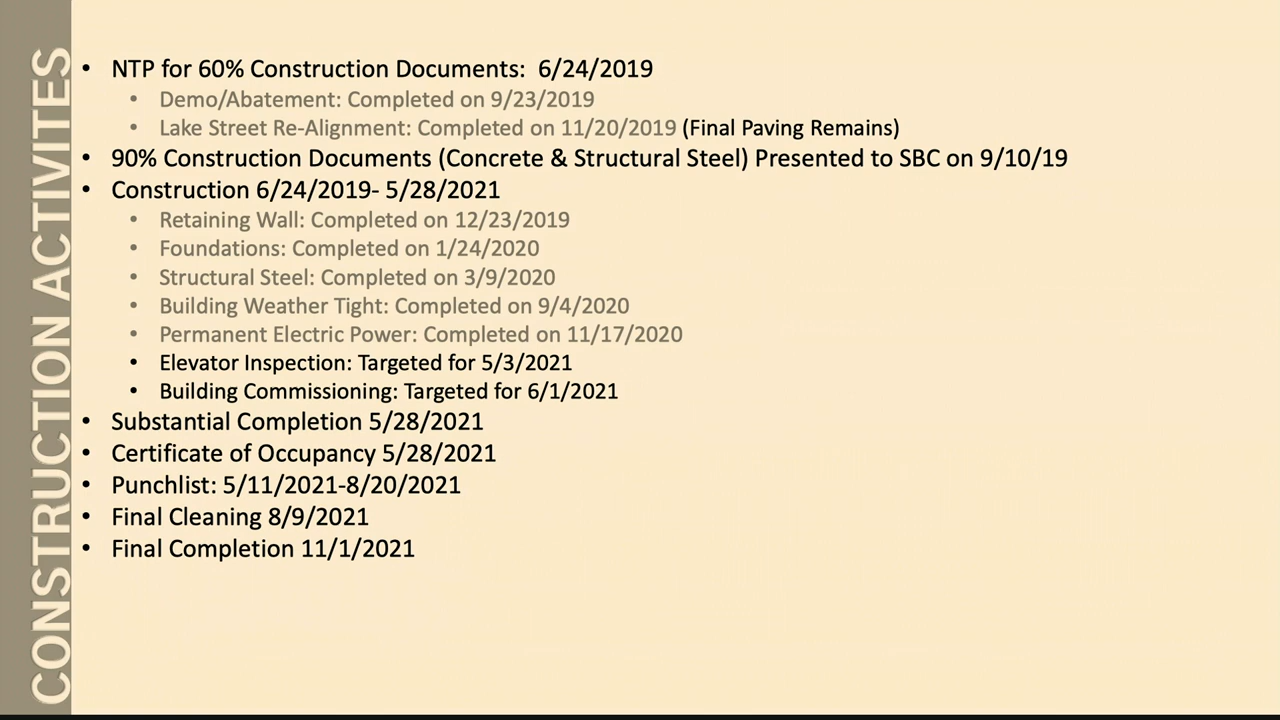 CONSTRUCTION ACTIVITES
• NTP for 60% Construction Documents: 6/24/2019
• Demo/Abatement: Completed on 9/23/2019
• Lake Street Re-Alignment: Completed on 11/20/2019 (Final Paving Remains)
• 90% Construction Documents (Concrete & Structural Steel) Presented to SBC on 9/10/19
• Construction 6/24/2019- 5/28/2021
• Retaining Wall: Completed on 12/23/2019
• Foundations: Completed on 1/24/2020
• Structural Steel: Completed on 3/9/2020
• Building Weather Tight: Completed on 9/4/2020
• Permanent Electric Power: Completed on 11/17/2020
• Elevator Inspection: Targeted for 5/3/2021
• Building Commissioning: Targeted for 6/1/2021
• Substantial Completion 5/28/2021
• Certificate of Occupancy 5/28/2021
• Punchlist: 5/11/2021-8/20/2021
• Final Cleaning 8/9/2021
• Final Completion 11/1/2021